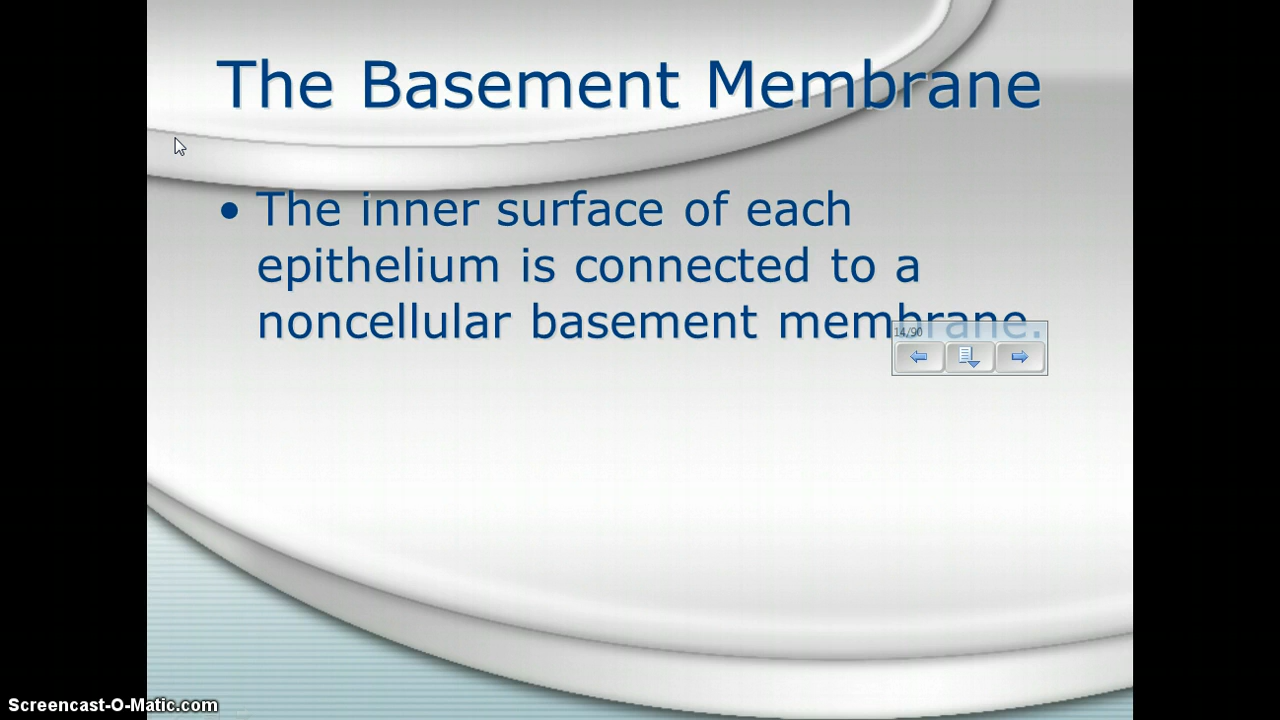 The Basement Membrane
• The inner surface of each
epithelium is connected to a
noncellular basement membrane.
14/90
Screencast-O-Matic.com